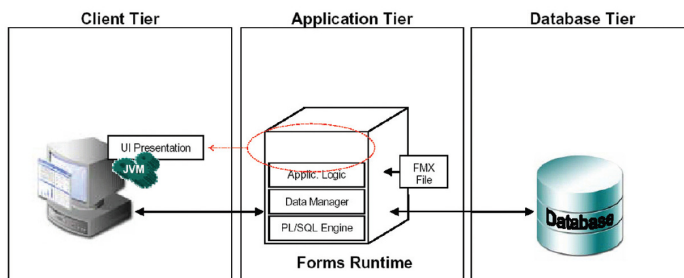 Client Tier
Application Tier
Database Tier
UI Presentation
JVM
Applic. Logic
FMX
File
Data Manager
PL/SQL Engine
Database
Forms Runtime